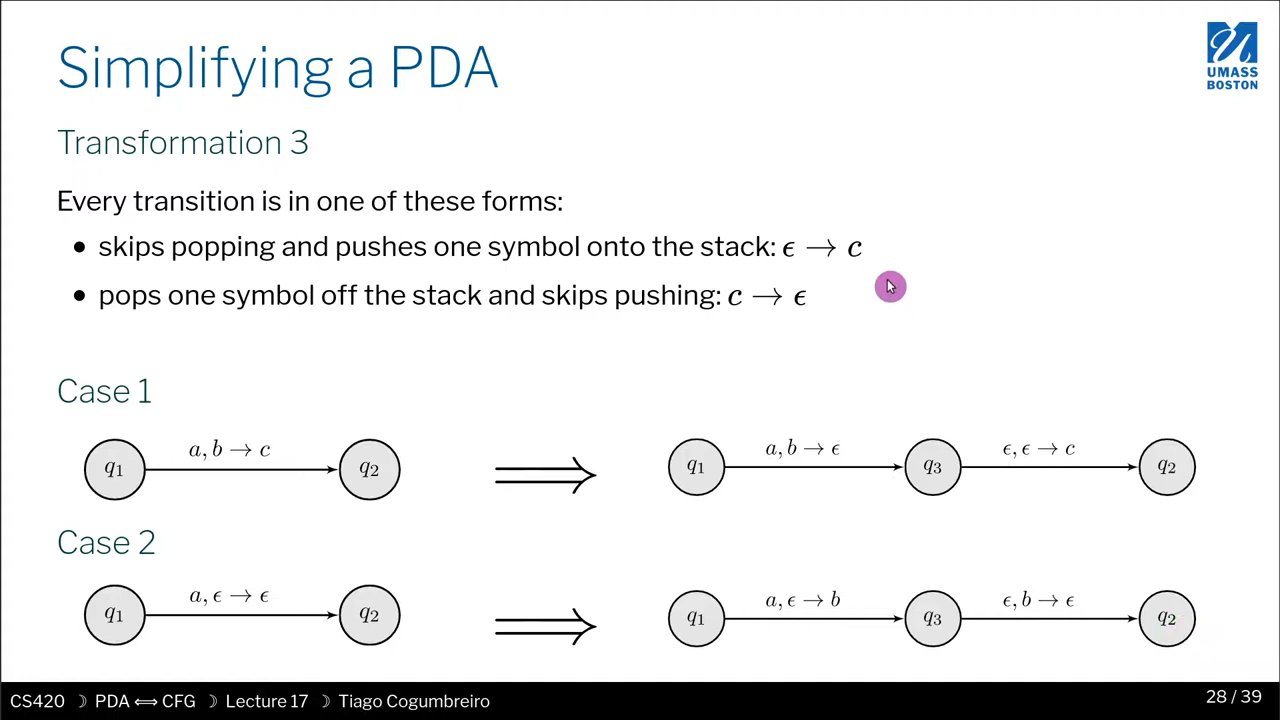 Simplifying a PDA
UMASS
BOSTON
Transformation 3
Every transition is in one of these forms:
• skips popping and pushes one symbol onto the stack: ϵ → c
• pops one symbol off the stack and skips pushing: c → ϵ
Case 1
a, b → c
q₁
q₂
⟹
a, b → ϵ
ϵ, ϵ → c
q₁
q₃
q₂
Case 2
a, ϵ → ϵ
q₁
q₂
⟹
a, ϵ → b
ϵ, b → ϵ
q₁
q₃
q₂
CS420 ☽ PDA ⟺ CFG ☽ Lecture 17 ☽ Tiago Cogumbreiro
28 / 39